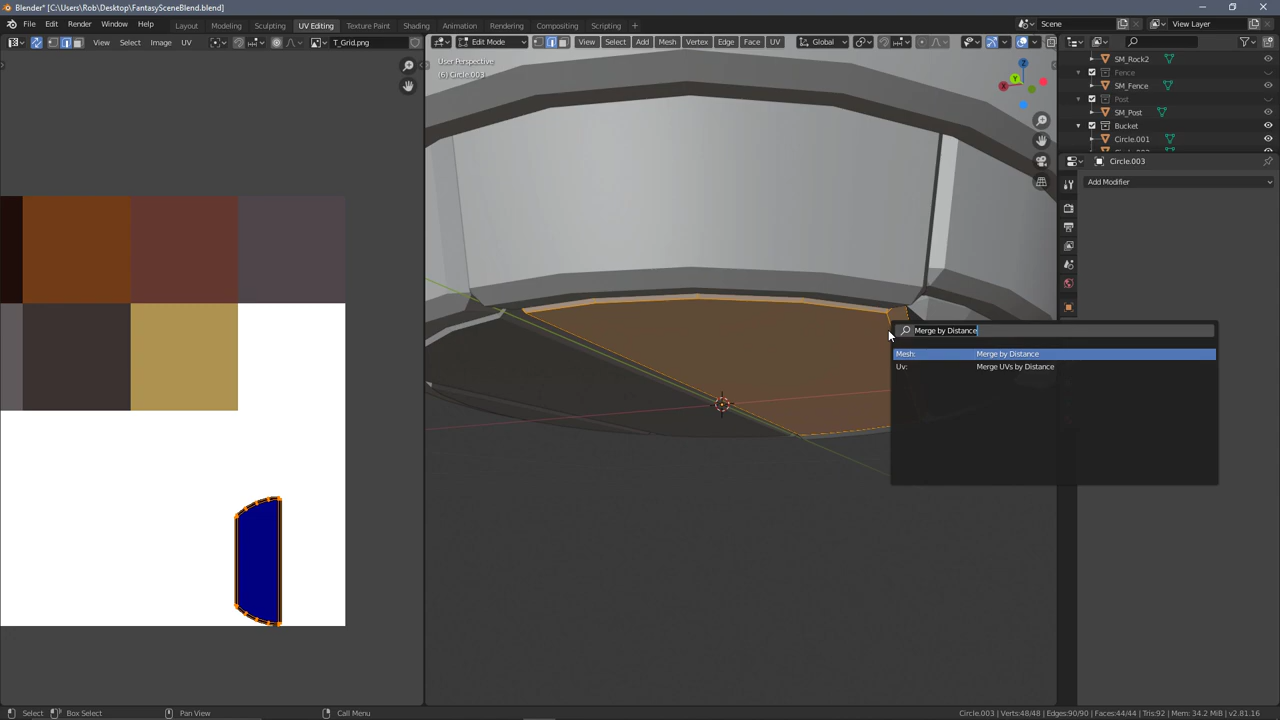 Blender* [C:\Users\Rob\Desktop\FantasySceneBlend.blend]
File Edit Render Window Help Layout Modeling Sculpting UV Editing Texture Paint Shading Animation Rendering Compositing Scripting Scene View Layer
View Select Image UV T_Grid.png Edit Mode View Select Add Mesh Vertex Edge Face UV Global
User Perspective
(6) Circle.003
SM_Rock2
Fence
SM_Fence
Post
SM_Post
Bucket
Circle.001
Circle.003
Add Modifier
X Y Z
Merge by Distance
Mesh: Merge by Distance
Uv: Merge UVs by Distance
Select Box Select Pan View Call Menu Circle.003 | Verts:48/48 | Edges:90/90 | Faces:44/44 | Tris:92 | Mem: 34.2 MiB | v2.81.16